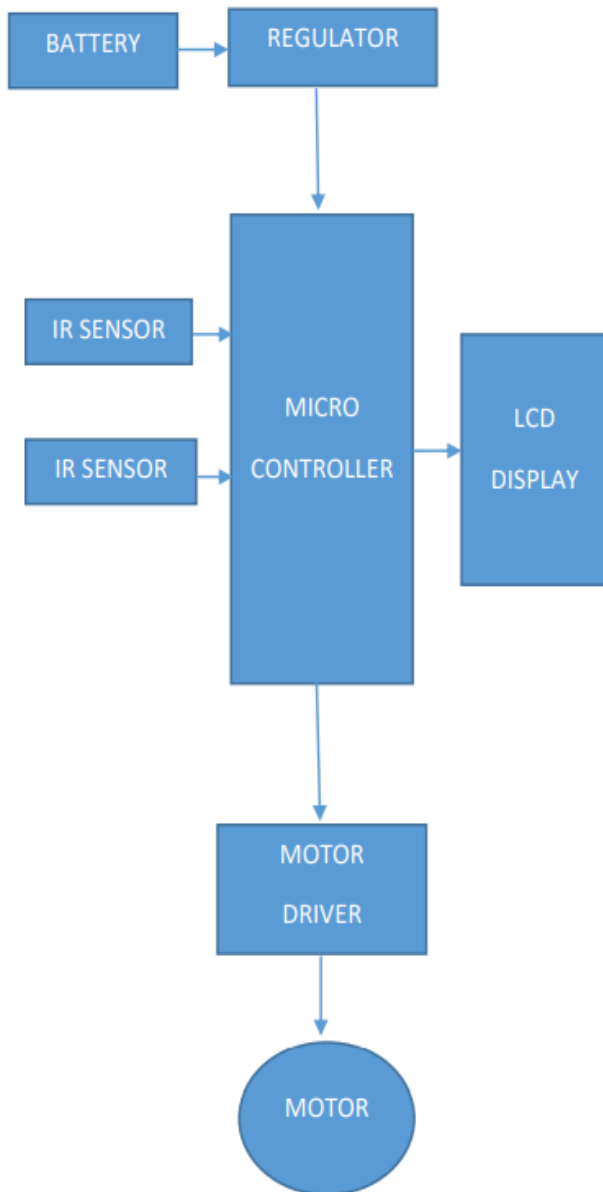 BATTERY
REGULATOR
IR SENSOR
IR SENSOR
MICRO
CONTROLLER
LCD
DISPLAY
MOTOR
DRIVER
MOTOR